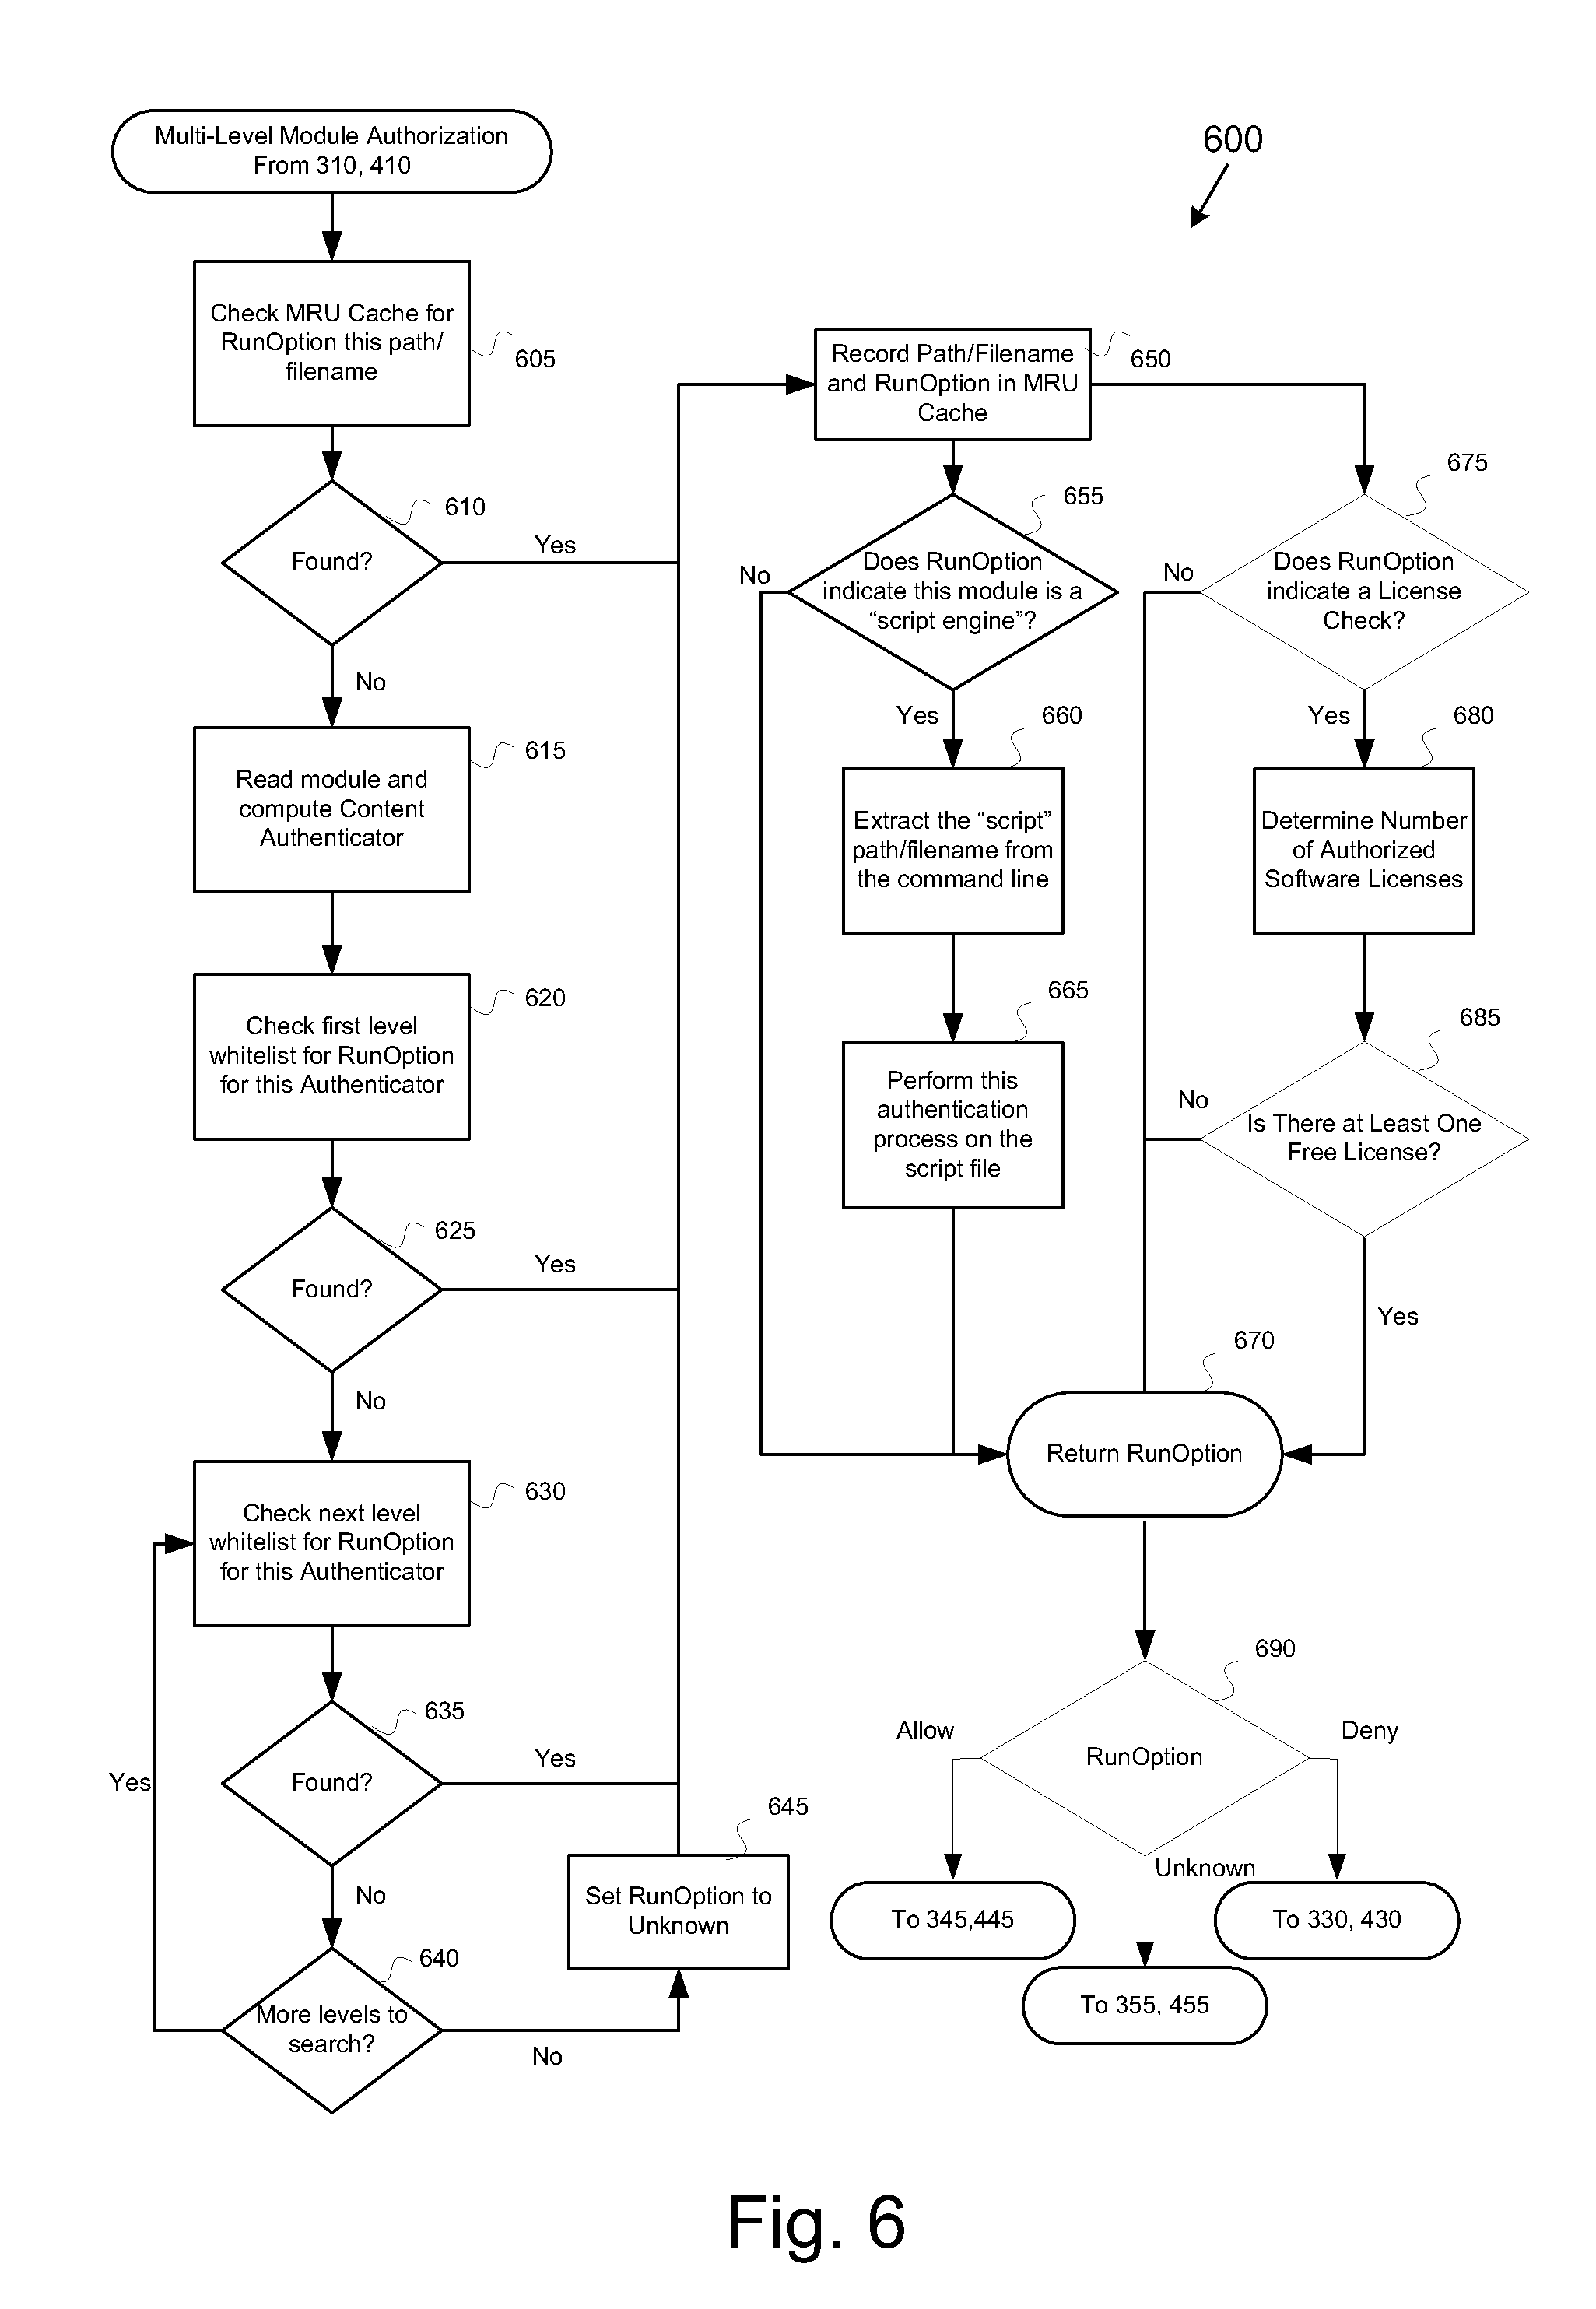 Multi-Level Module Authorization
From 310, 410
600
Check MRU Cache for
RunOption this path/
filename
605
Found?
610
Yes
No
Read module and
compute Content
Authenticator
615
Check first level
whitelist for RunOption
for this Authenticator
620
Found?
625
Yes
No
Check next level
whitelist for RunOption
for this Authenticator
630
Found?
635
Yes
Yes
No
More levels to
search?
640
No
Set RunOption to
Unknown
645
Record Path/Filename
and RunOption in MRU
Cache
650
Does RunOption
indicate this module is a
“script engine”?
655
No
Yes
Extract the “script”
path/filename from
the command line
660
Perform this
authentication
process on the
script file
665
Does RunOption
indicate a License
Check?
675
No
Yes
Determine Number
of Authorized
Software Licenses
680
Is There at Least One
Free License?
685
No
Yes
Return RunOption
670
RunOption
690
Allow
Deny
Unknown
To 345,445
To 330, 430
To 355, 455
Fig. 6